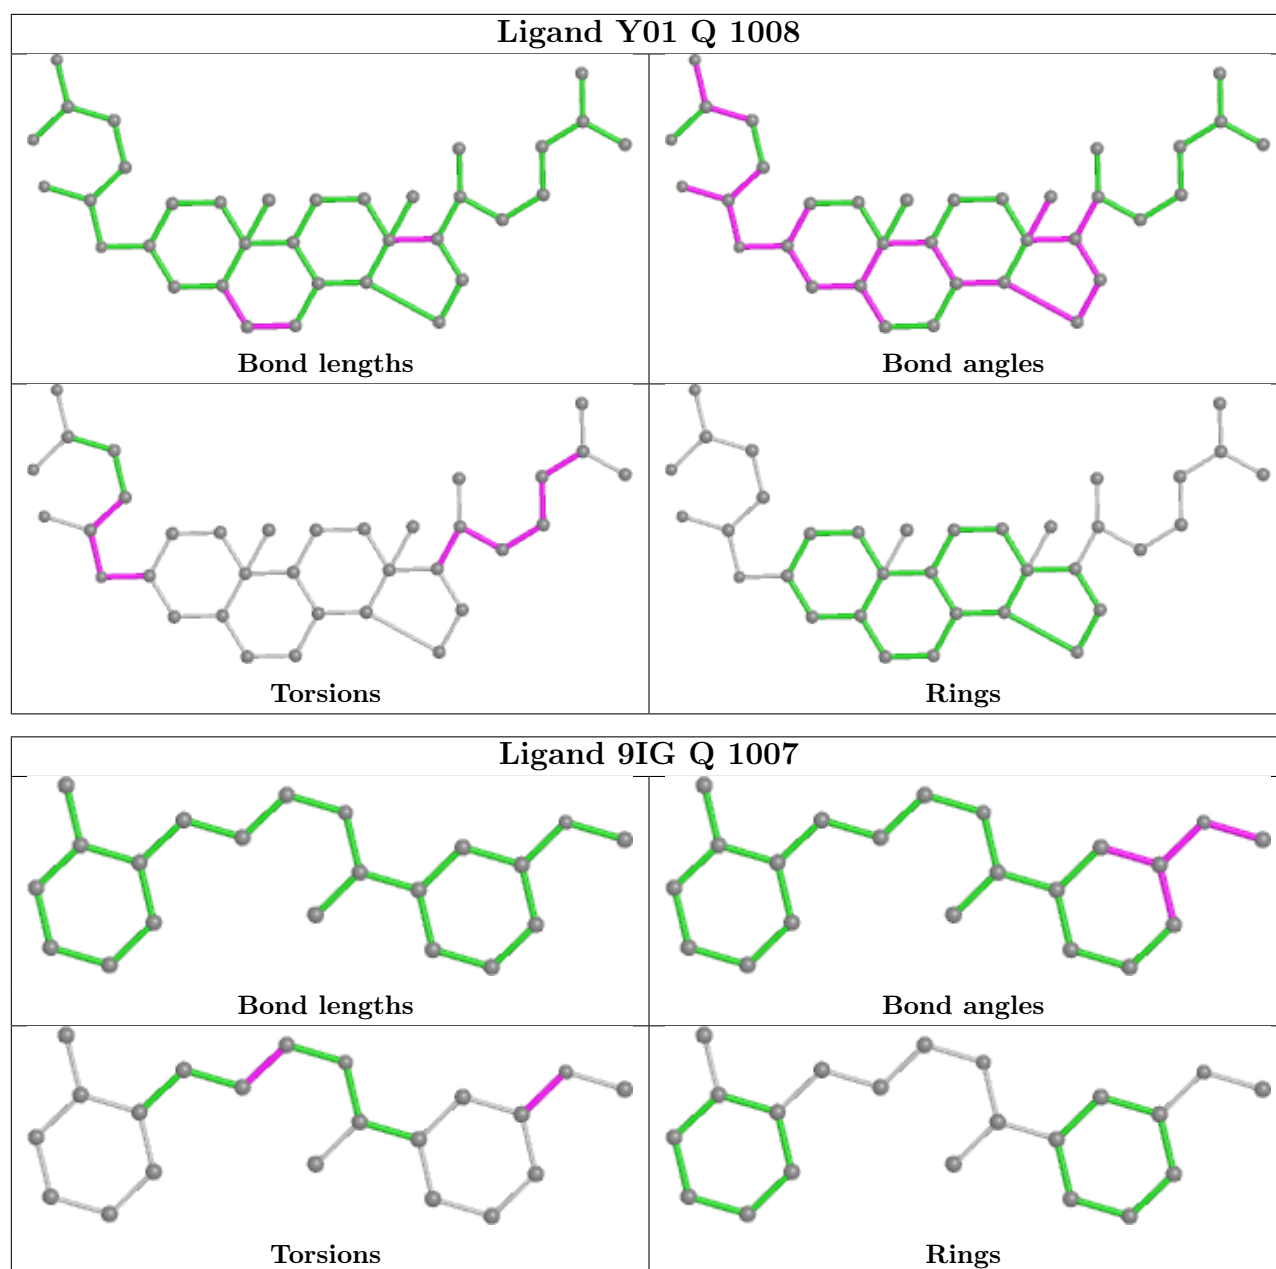 Ligand Y01 Q 1008
Bond lengths
Bond angles
Torsions
Rings
Ligand 9IG Q 1007
Bond lengths
Bond angles
Torsions
Rings